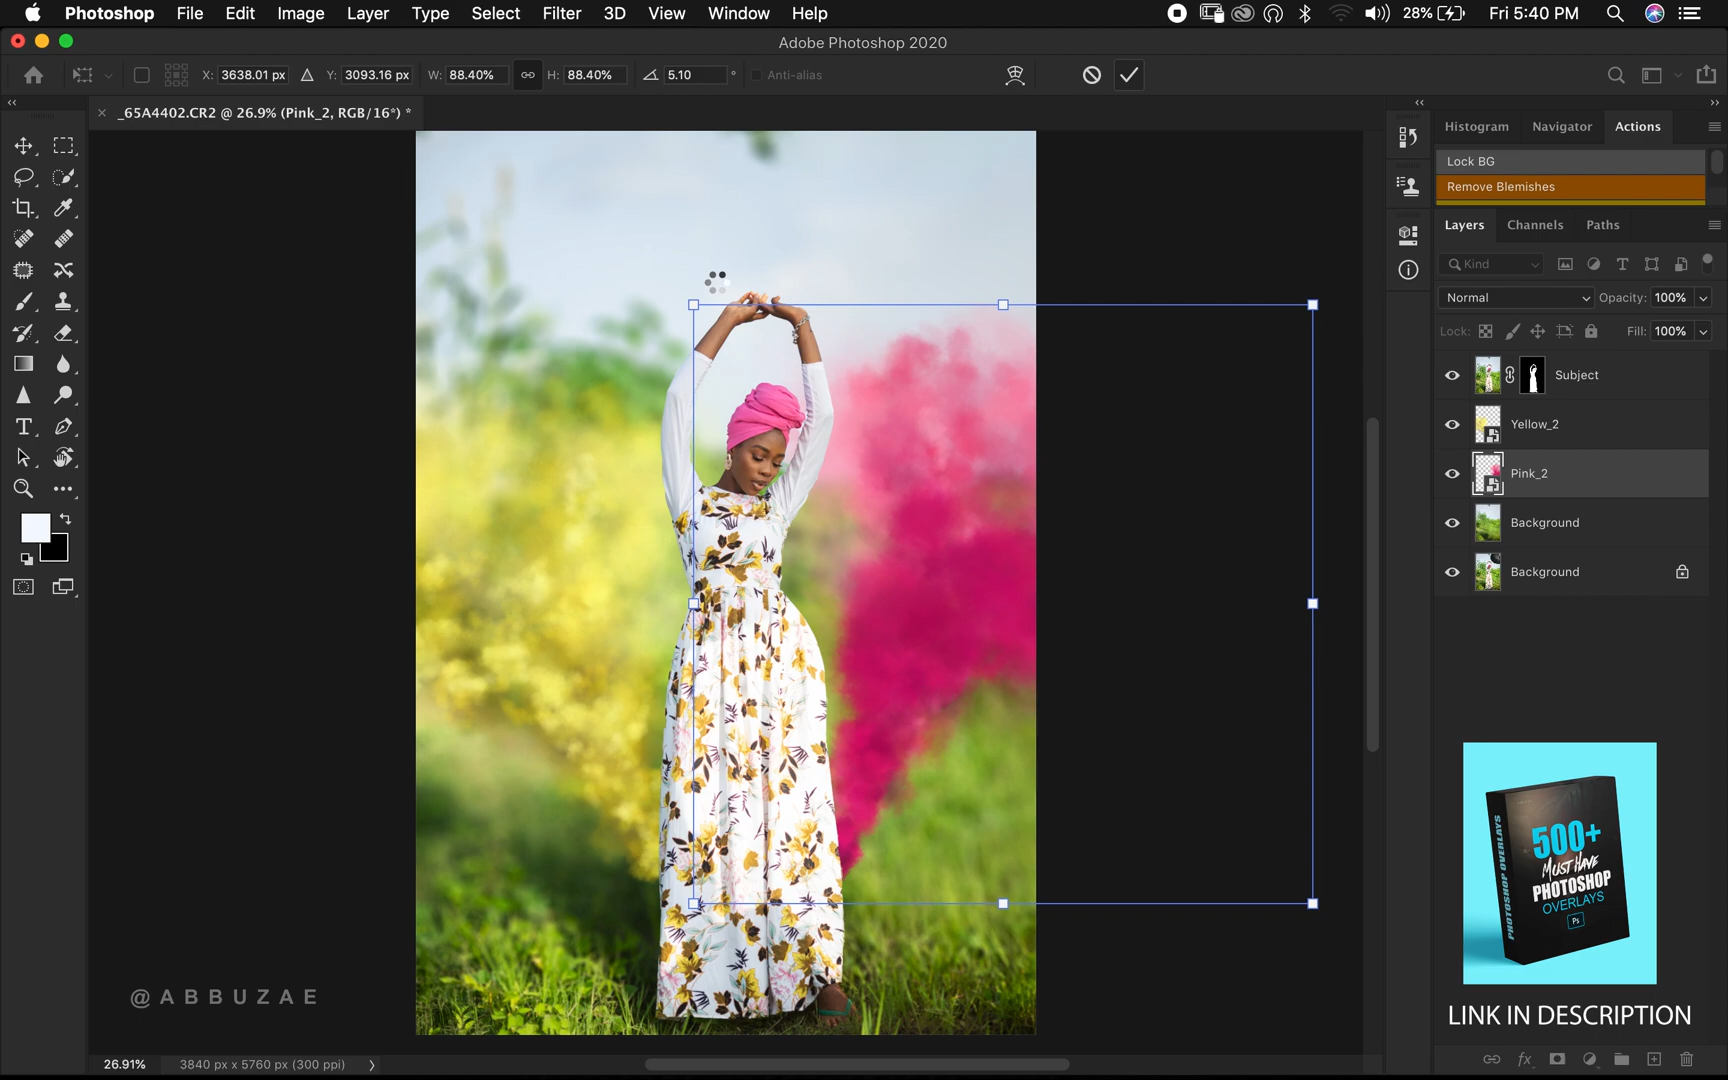 Photoshop File Edit Image Layer Type Select Filter 3D View Window Help 28% Fri 5:40 PM
Adobe Photoshop 2020
X: 3638.01 px Y: 3093.16 px W: 88.40% H: 88.40% 5.10 ° Anti-alias
_65A4402.CR2 @ 26.9% (Pink_2, RGB/16*) *
Histogram Navigator Actions
Lock BG
Remove Blemishes
Layers Channels Paths
Kind
Normal Opacity: 100%
Lock: Fill: 100%
Subject
Yellow_2
Pink_2
Background
Background
PHOTOSHOP OVERLAYS
500+
MUST HAVE
PHOTOSHOP
OVERLAYS
Ps
@ABBUZAE
LINK IN DESCRIPTION
26.91% 3840 px x 5760 px (300 ppi)